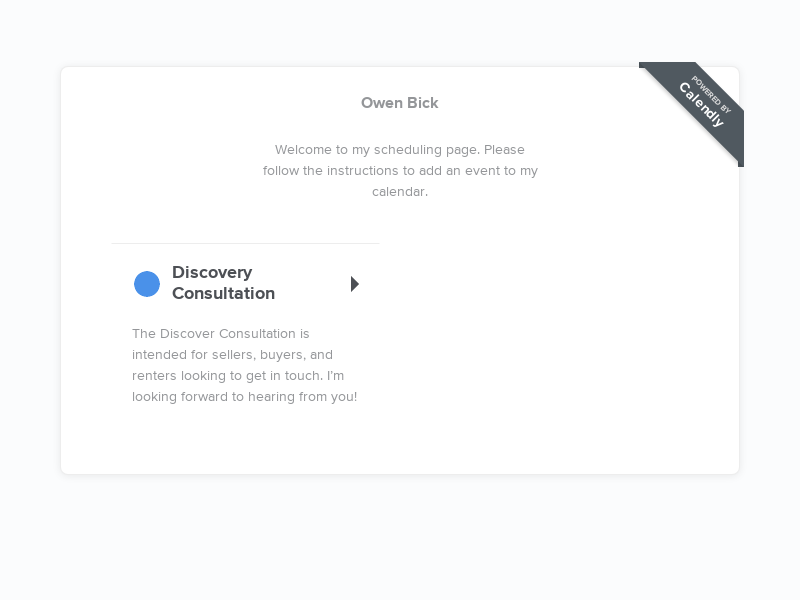 Owen Bick
POWERED BY
Calendly
Welcome to my scheduling page. Please
follow the instructions to add an event to my
calendar.
Discovery
Consultation
The Discover Consultation is
intended for sellers, buyers, and
renters looking to get in touch. I'm
looking forward to hearing from you!